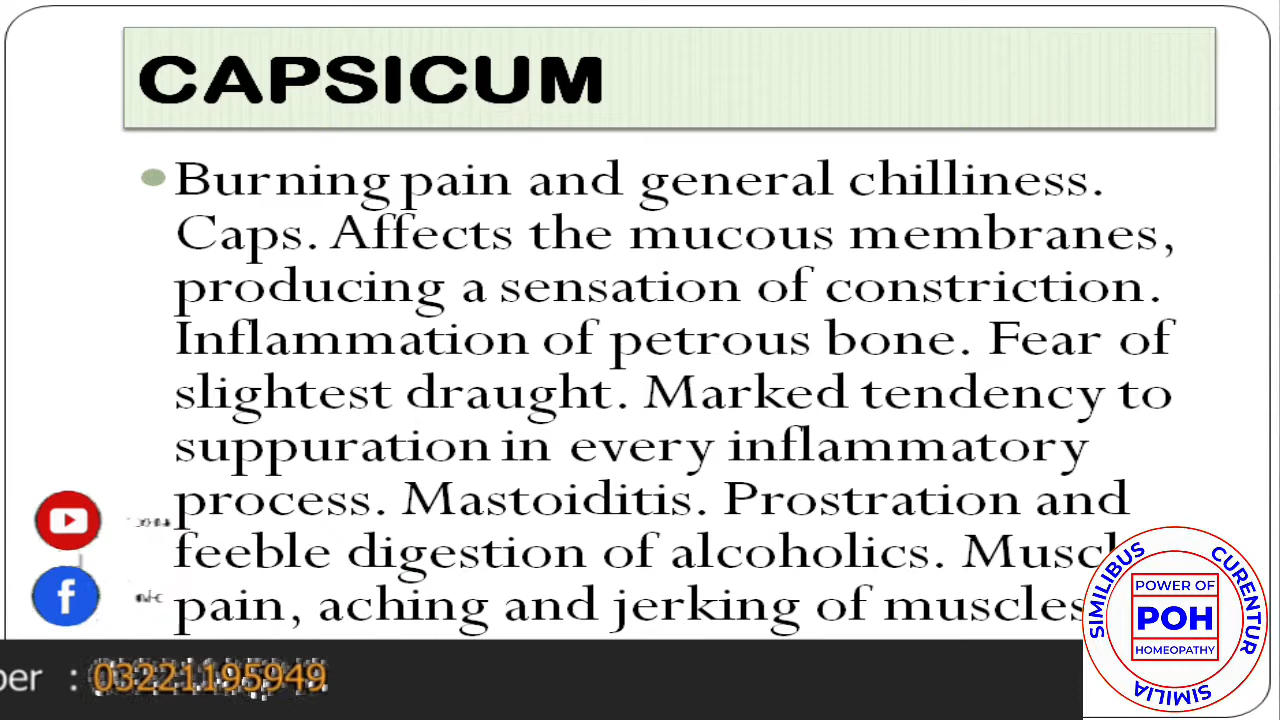 CAPSICUM
Burning pain and general chilliness.
Caps. Affects the mucous membranes,
producing a sensation of constriction.
Inflammation of petrous bone. Fear of
slightest draught. Marked tendency to
suppuration in every inflammatory
process. Mastoiditis. Prostration and
feeble digestion of alcoholics.
pain, aching and jerking of muscles
: 03221195949
SIMILIBUS
CURENTUR
POWER OF
POH
HOMEOPATHY
SIMILIA